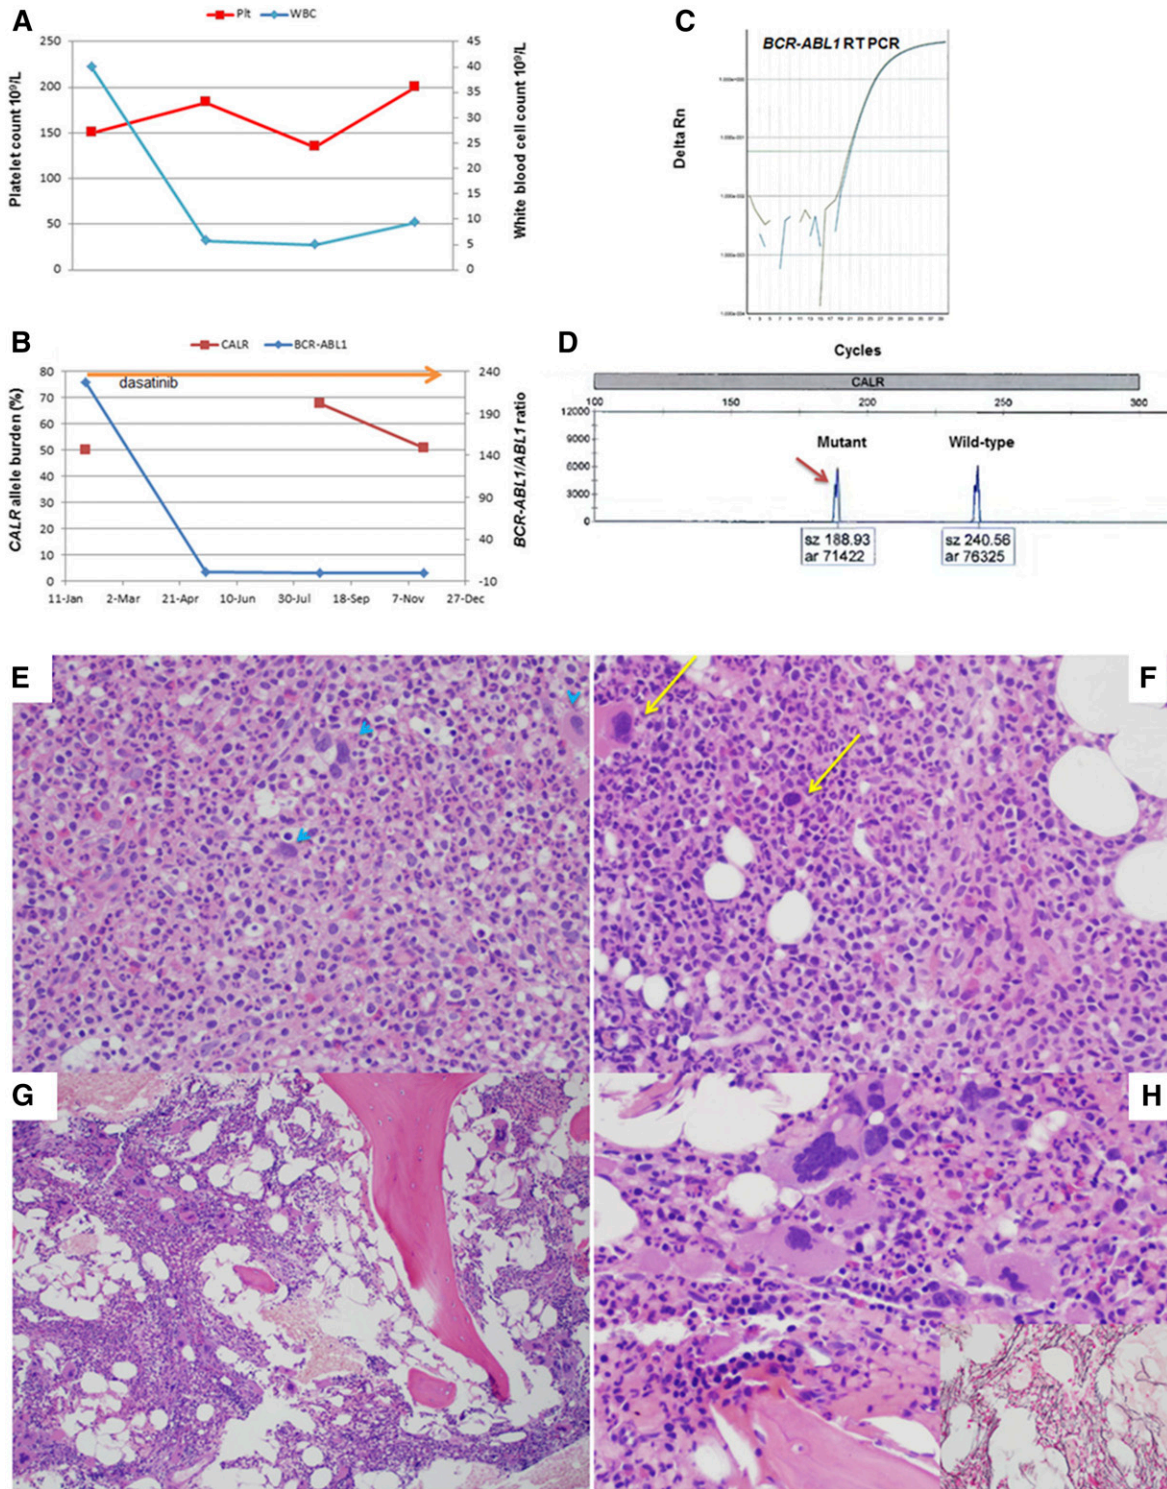 A
Plt WBC
Platelet count 10⁹/L
250
200
150
100
50
0
45
40
35
30
25
20
15
10
5
0
White blood cell count 10⁹/L
C
BCR-ABL1 RT PCR
Delta Rn
Cycles
B
CALR BCR-ABL1
dasatinib
CALR allele burden (%)
80
70
60
50
40
30
20
10
0
240
190
140
90
40
-10
BCR-ABL1/ABL1 ratio
11-Jan 2-Mar 21-Apr 10-Jun 30-Jul 18-Sep 7-Nov 27-Dec
D
CALR
100 150 200 250 300
12000
9000
6000
3000
0
Mutant Wild-type
sz 188.93 sz 240.56
ar 71422 ar 76325
E
F
G
H